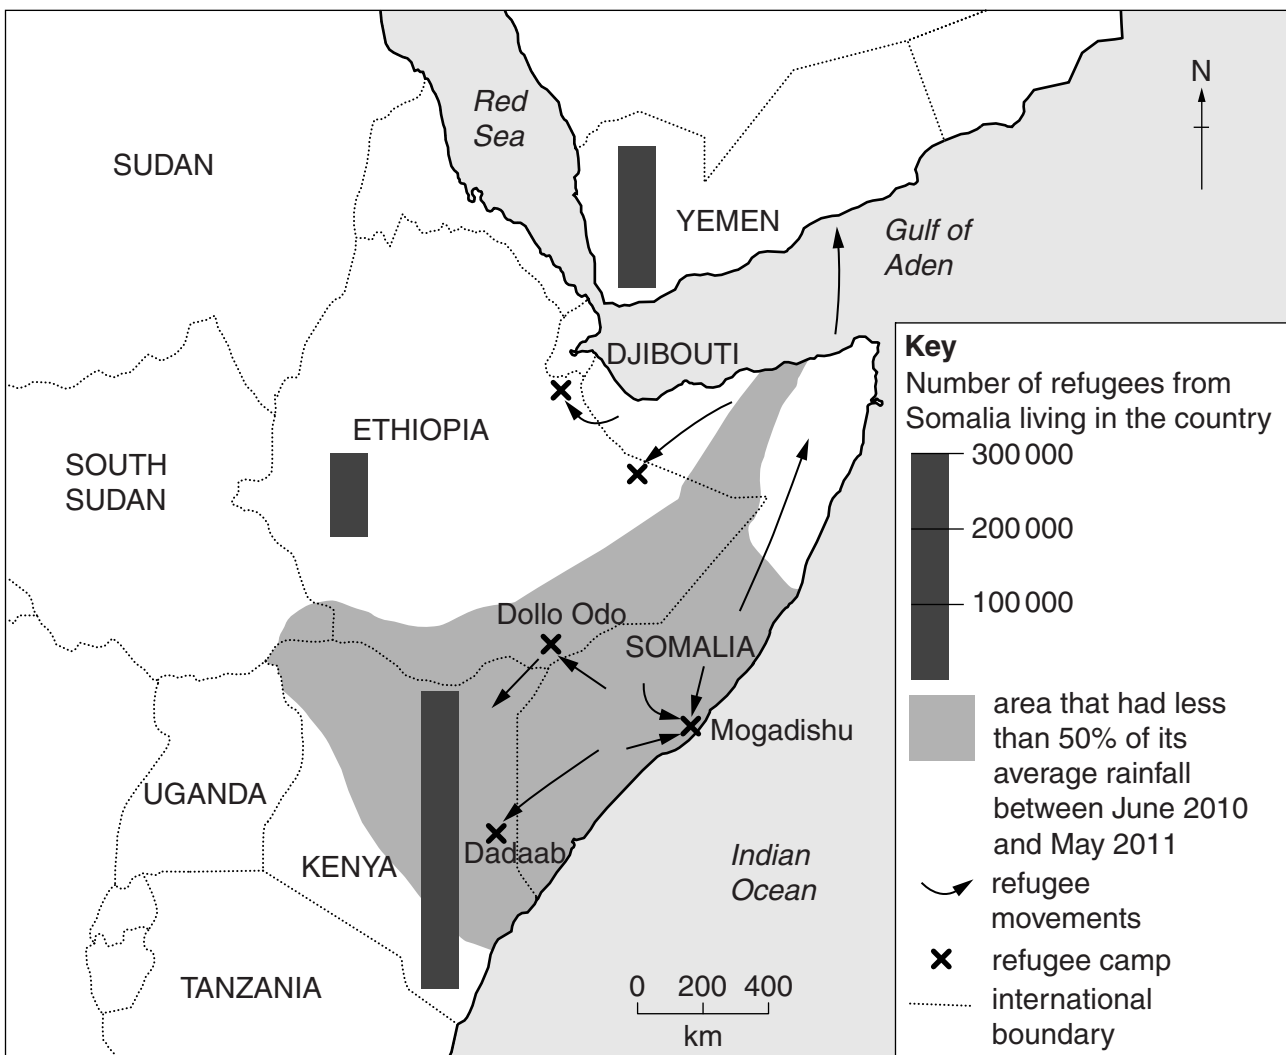 Red
Sea
N
SUDAN
YEMEN
Gulf of
Aden
DJIBOUTI
ETHIOPIA
SOUTH
SUDAN
Dollo Odo
SOMALIA
Mogadishu
UGANDA
KENYA
Dadaab
Indian
Ocean
TANZANIA
0 200 400
km
Key
Number of refugees from
Somalia living in the country
300 000
200 000
100 000
area that had less
than 50% of its
average rainfall
between June 2010
and May 2011
refugee
movements
refugee camp
international
boundary